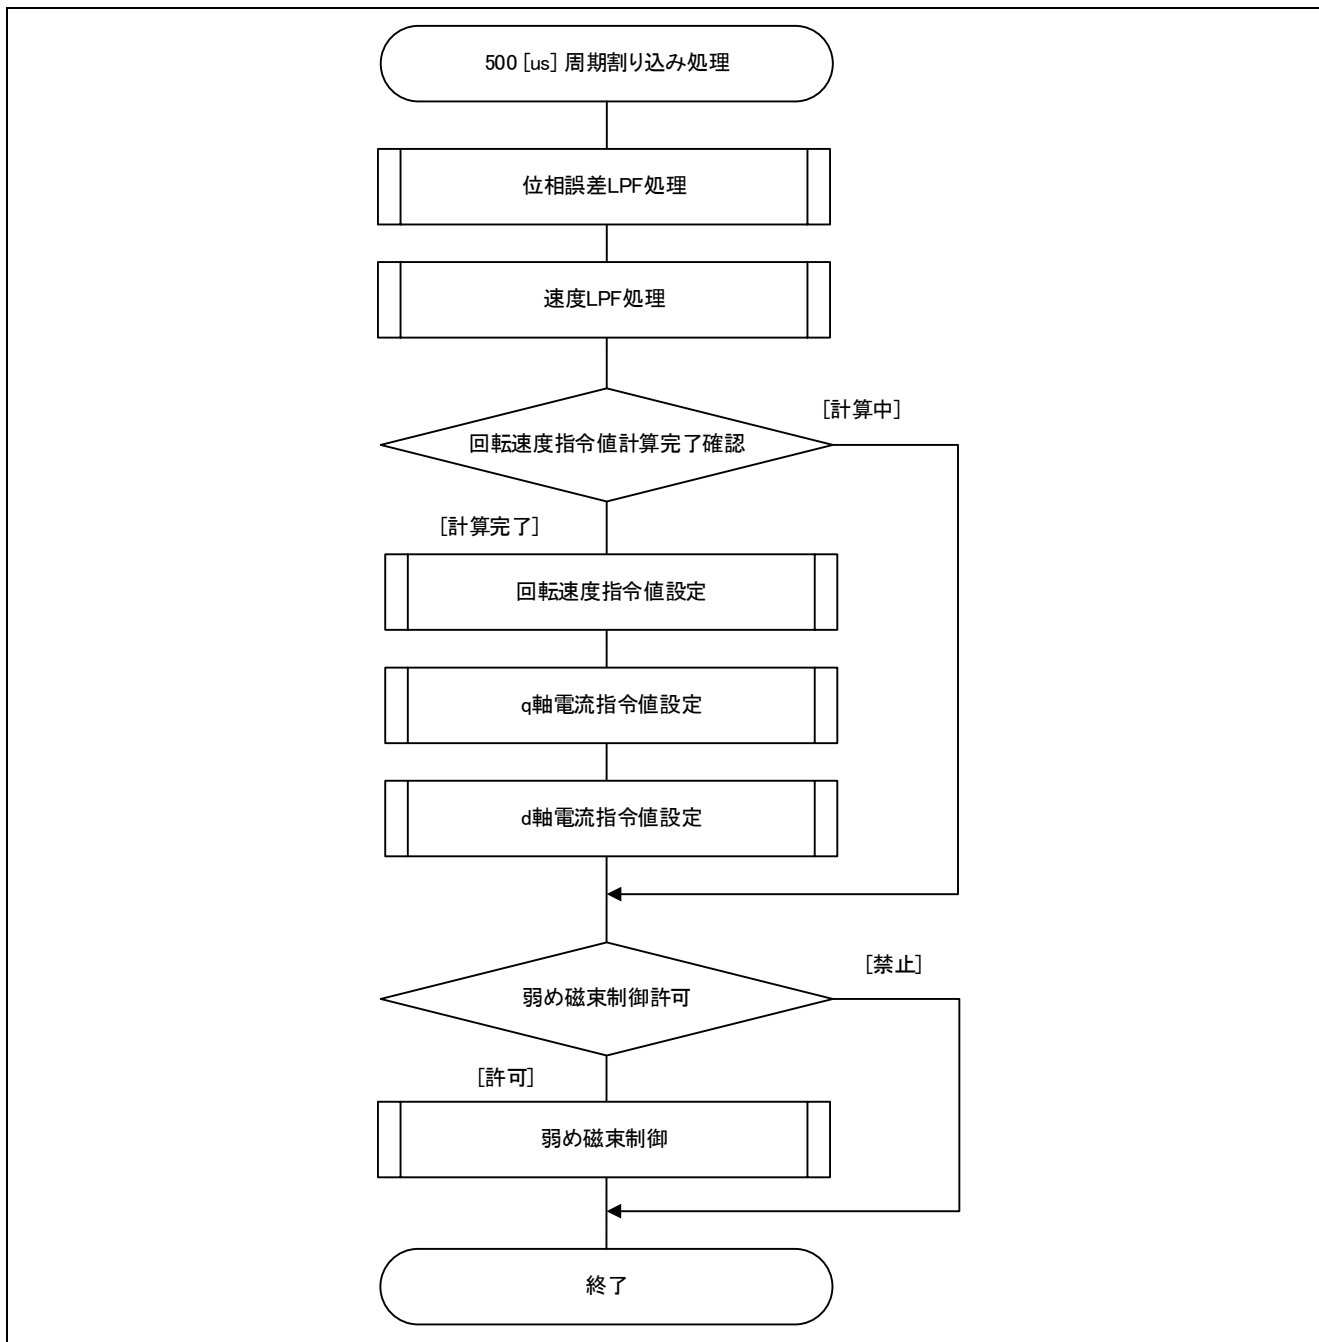 500 [us] 周期割り込み処理
位相誤差LPF処理
速度LPF処理
[計算中]
回転速度指令値計算完了確認
[計算完了]
回転速度指令値設定
q軸電流指令値設定
d軸電流指令値設定
[禁止]
弱め磁束制御許可
[許可]
弱め磁束制御
終了